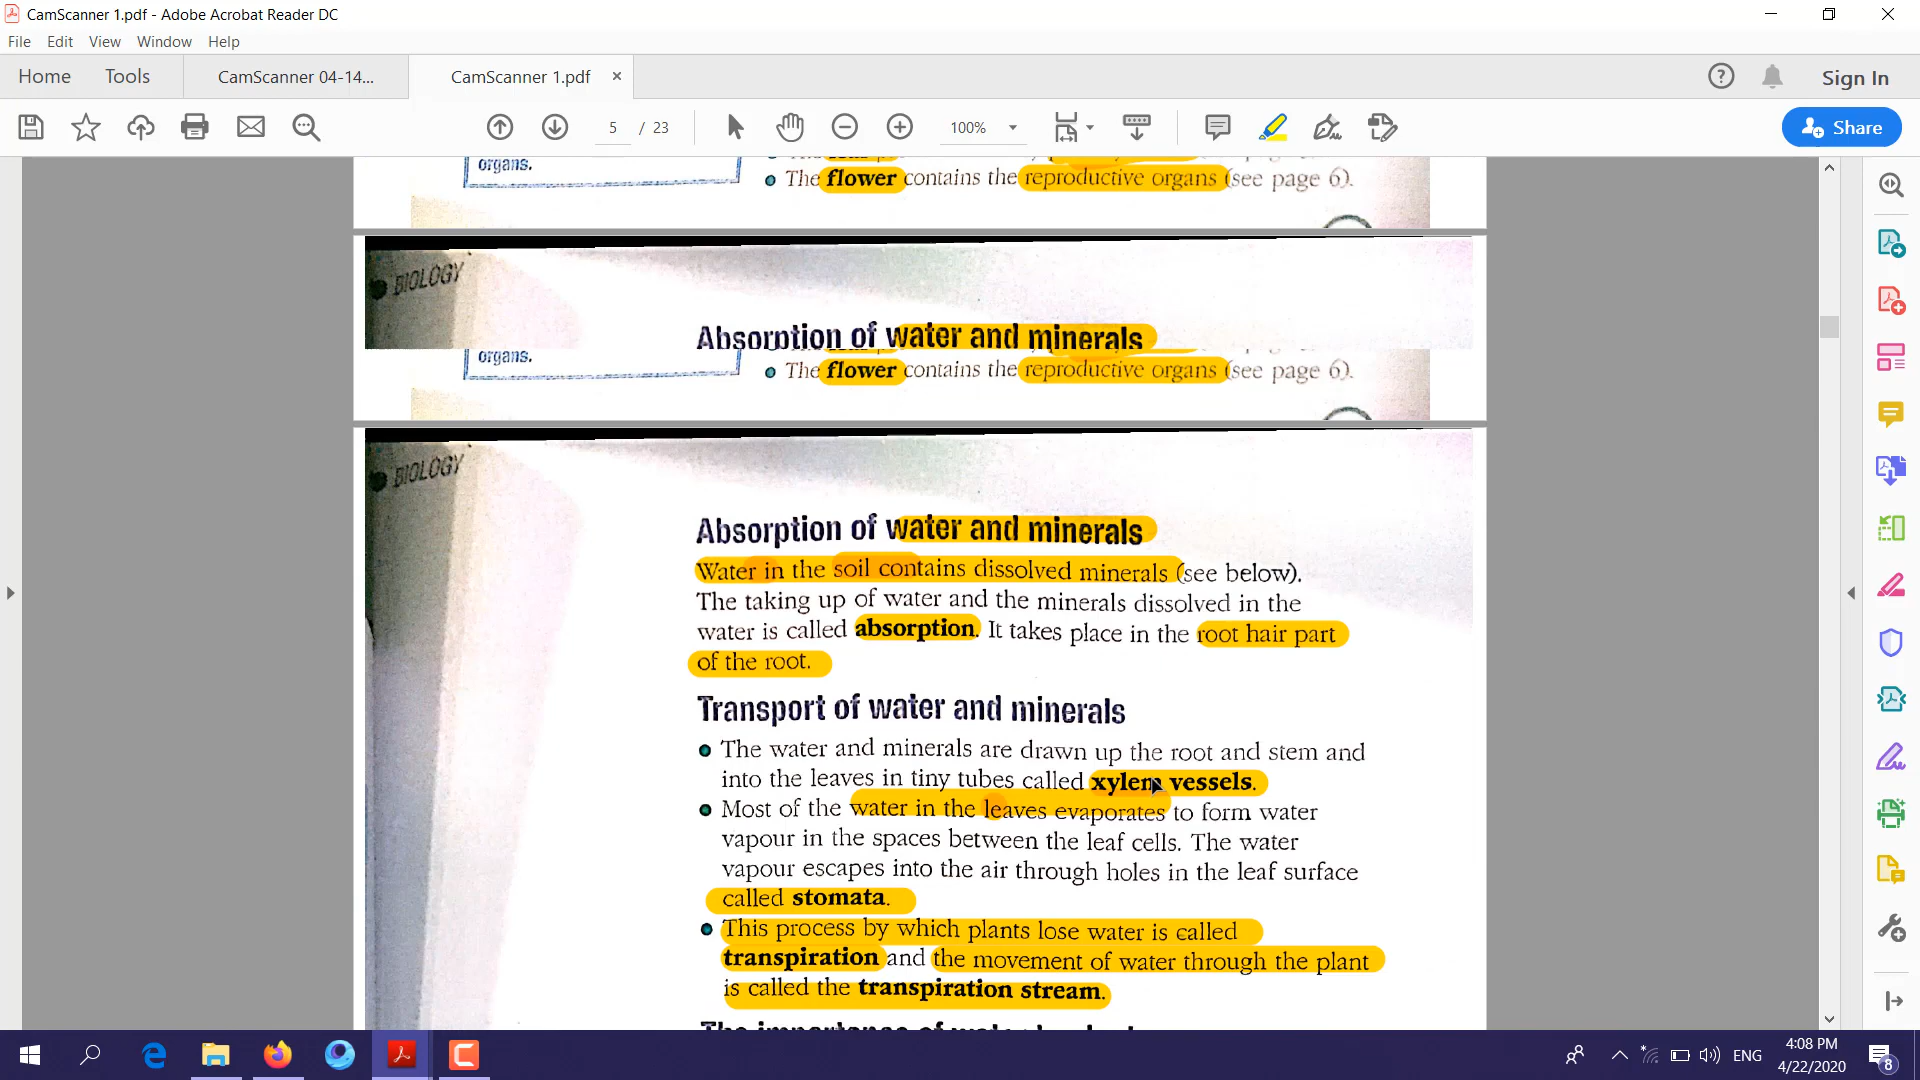 CamScanner 1.pdf - Adobe Acrobat Reader DC
File Edit View Window Help
Home Tools CamScanner 04-14... CamScanner 1.pdf × Sign In
5 / 23 100% Share
organs.
The flower contains the reproductive organs (see page 6).
BIOLOGY
Absorption of water and minerals
organs.
The flower contains the reproductive organs (see page 6).
BIOLOGY
Absorption of water and minerals
Water in the soil contains dissolved minerals (see below).
The taking up of water and the minerals dissolved in the
water is called absorption. It takes place in the root hair part
of the root.
Transport of water and minerals
The water and minerals are drawn up the root and stem and
into the leaves in tiny tubes called xylem vessels.
Most of the water in the leaves evaporates to form water
vapour in the spaces between the leaf cells. The water
vapour escapes into the air through holes in the leaf surface
called stomata.
This process by which plants lose water is called
transpiration and the movement of water through the plant
is called the transpiration stream.
The importance of
ENG
4:08 PM
4/22/2020
8